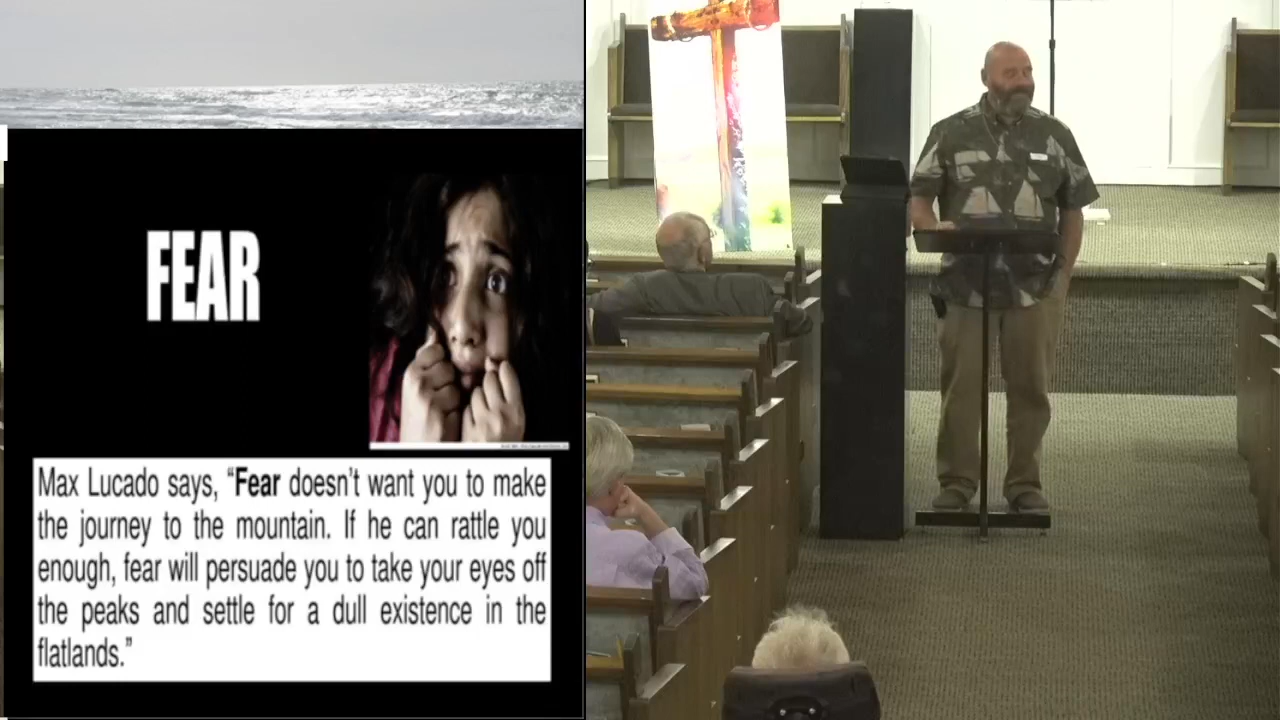 FEAR
Max Lucado says, “Fear doesn’t want you to make
the journey to the mountain. If he can rattle you
enough, fear will persuade you to take your eyes off
the peaks and settle for a dull existence in the
flatlands.”